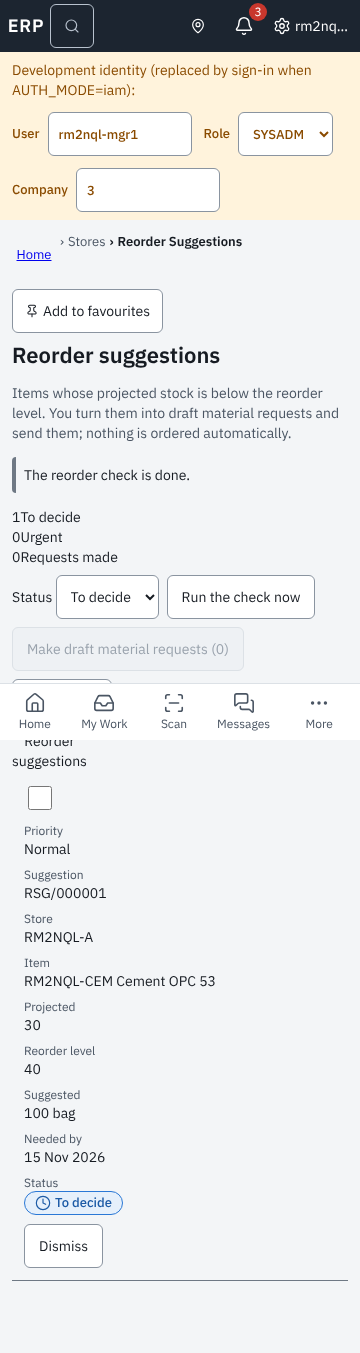 ERP
3
rm2nq...
Development identity (replaced by sign-in when
AUTH_MODE=iam):
User rm2nql-mgr1 Role SYSADM
Company 3
Home › Stores › Reorder Suggestions
Add to favourites
Reorder suggestions
Items whose projected stock is below the reorder
level. You turn them into draft material requests and
send them; nothing is ordered automatically.
The reorder check is done.
1To decide
0Urgent
0Requests made
Status To decide Run the check now
Make draft material requests (0)
Home My Work Scan Messages More
Reorder
suggestions
Priority
Normal
Suggestion
RSG/000001
Store
RM2NQL-A
Item
RM2NQL-CEM Cement OPC 53
Projected
30
Reorder level
40
Suggested
100 bag
Needed by
15 Nov 2026
Status
To decide
Dismiss